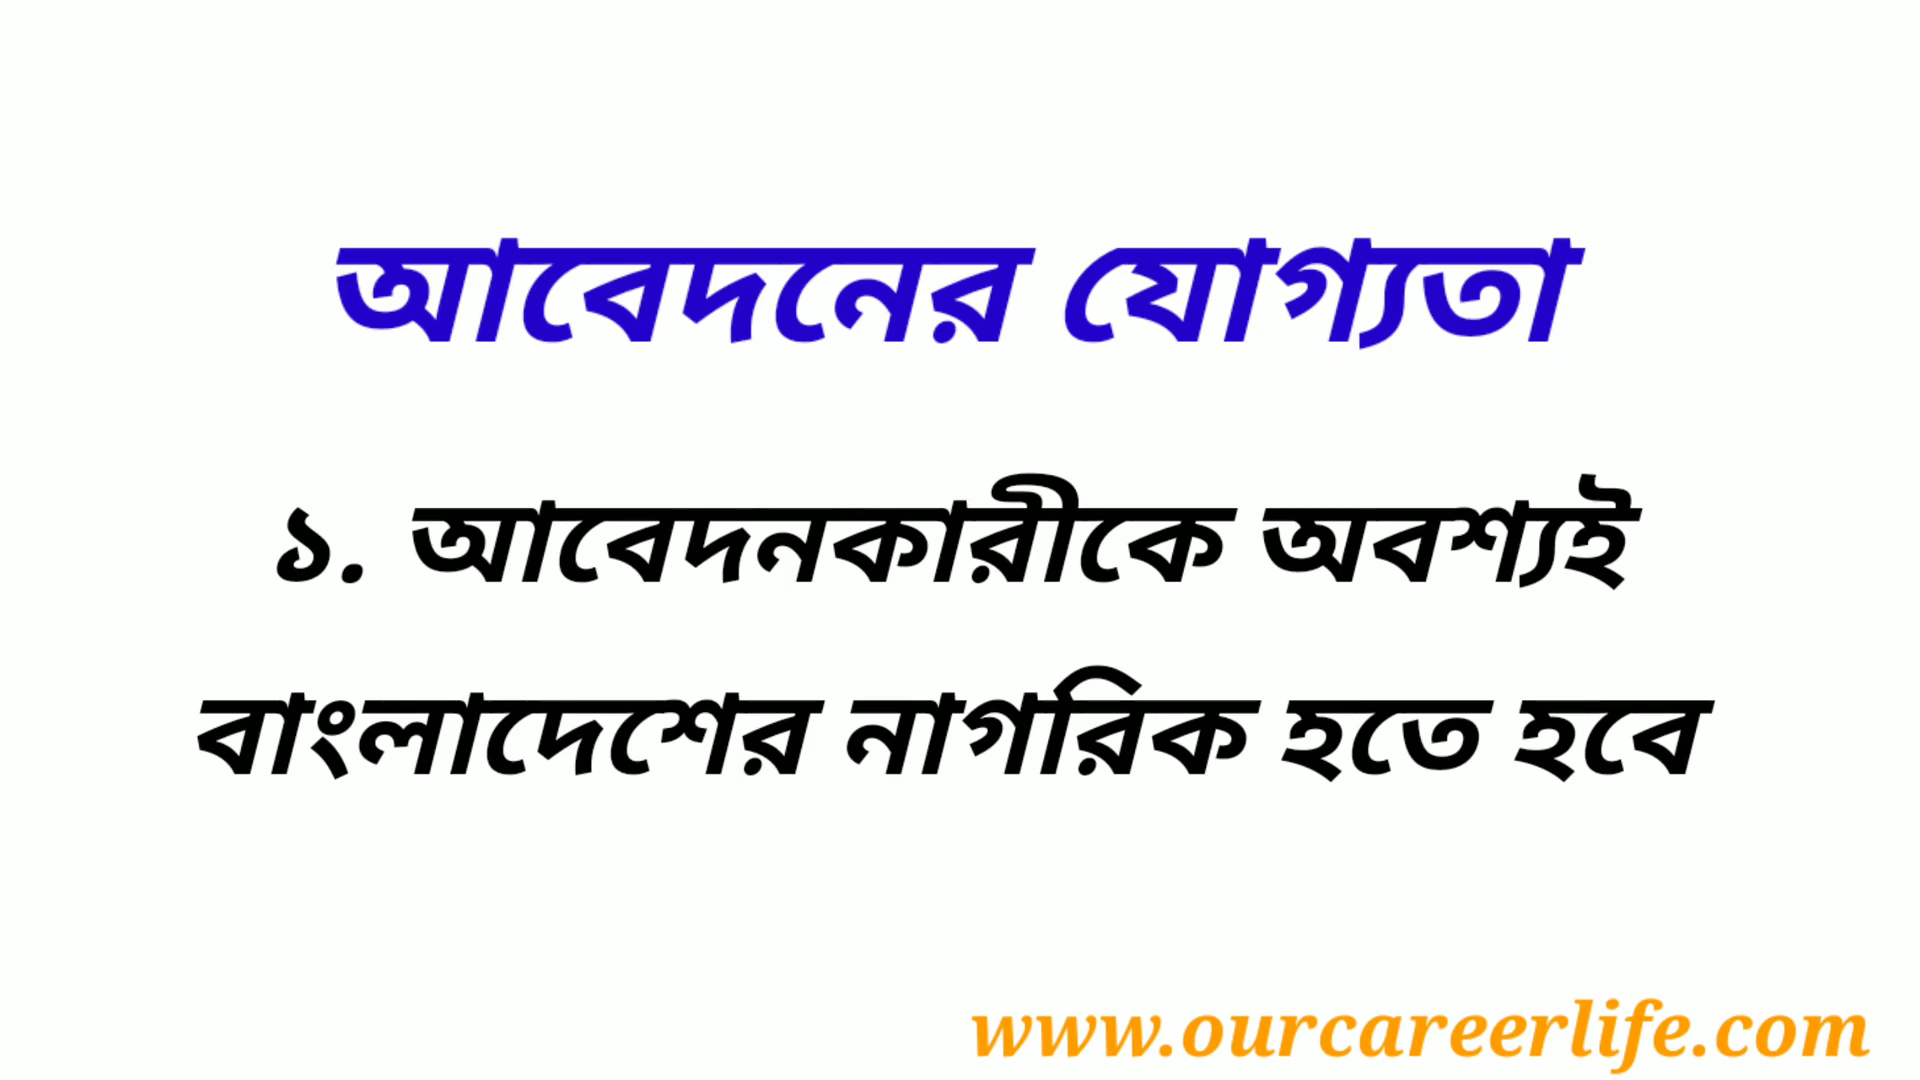 আবেদনের যোগ্যতা
১. আবেদনকারীকে অবশ্যই
বাংলাদেশের নাগরিক হতে হবে
www.ourcareerlife.com